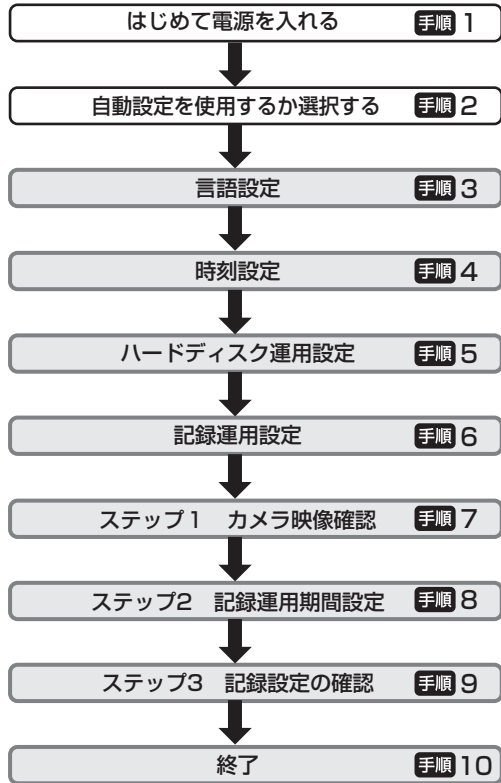 はじめて電源を入れる 手順 1
自動設定を使用するか選択する 手順 2
言語設定 手順 3
時刻設定 手順 4
ハードディスク運用設定 手順 5
記録運用設定 手順 6
ステップ1 カメラ映像確認 手順 7
ステップ2 記録運用期間設定 手順 8
ステップ3 記録設定の確認 手順 9
終了 手順 10